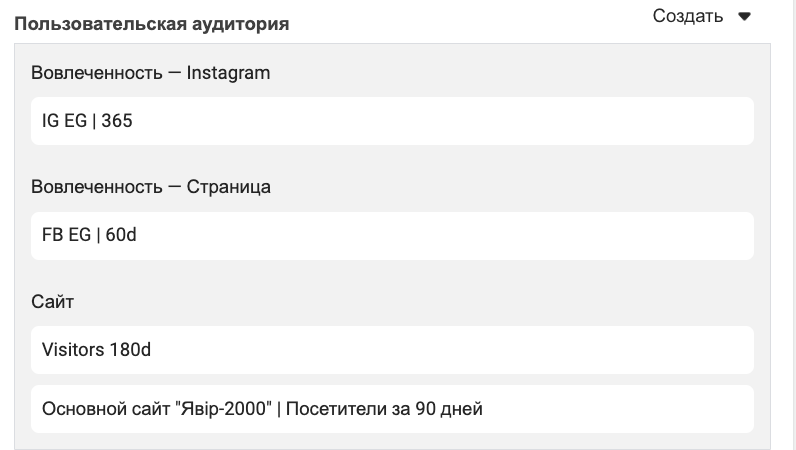 Пользовательская аудитория
Создать
Вовлеченность — Instagram
IG EG | 365
Вовлеченность — Страница
FB EG | 60d
Сайт
Visitors 180d
Основной сайт "Явір-2000" | Посетители за 90 дней